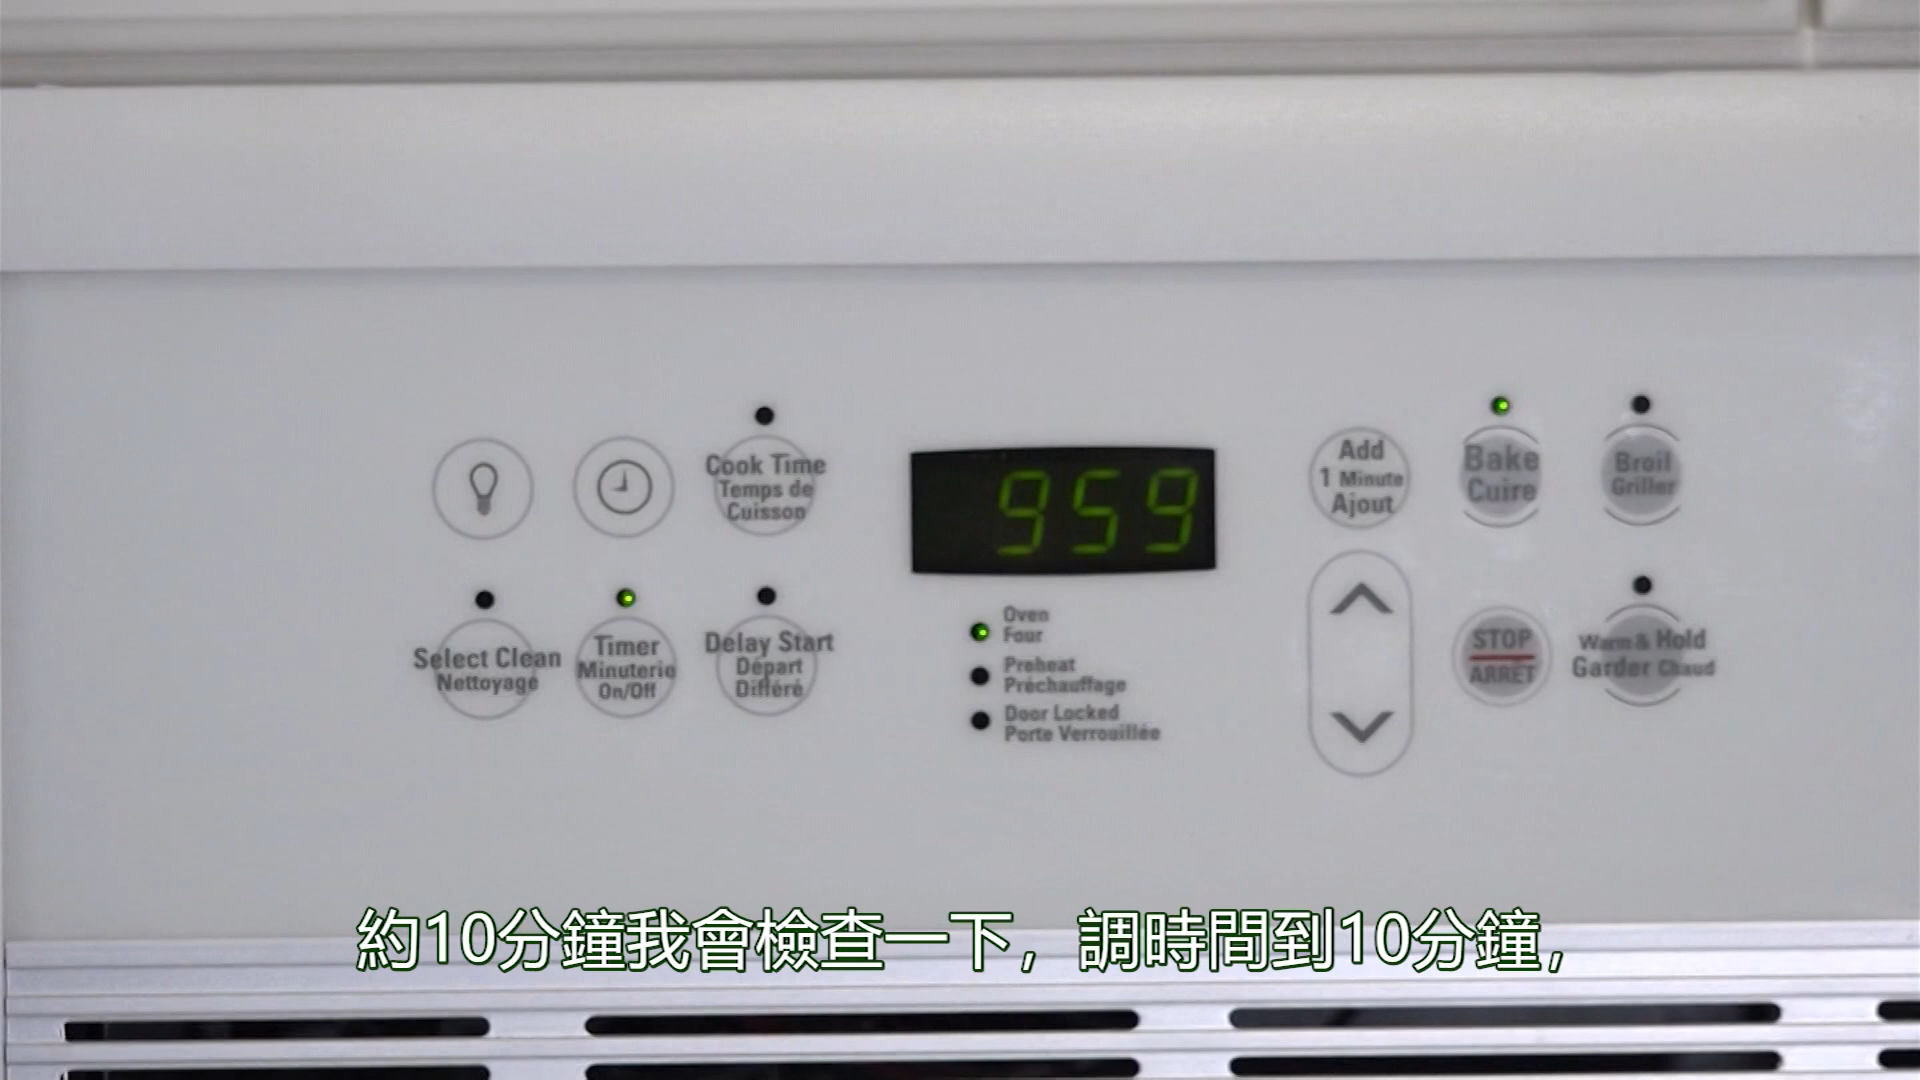 Cook Time
Temps de
Cuisson
959
Add
1 Minute
Ajout
Bake
Cuire
Broil
Griller
Select Clean
Nettoyage
Timer
Minuterie
On/Off
Delay Start
Départ
Différé
Oven
Four
Preheat
Préchauffage
Door Locked
Porte Verrouillée
STOP
ARRÊT
Warm & Hold
Garder Chaud
約10分鐘我會檢查一下，調時間到10分鐘，